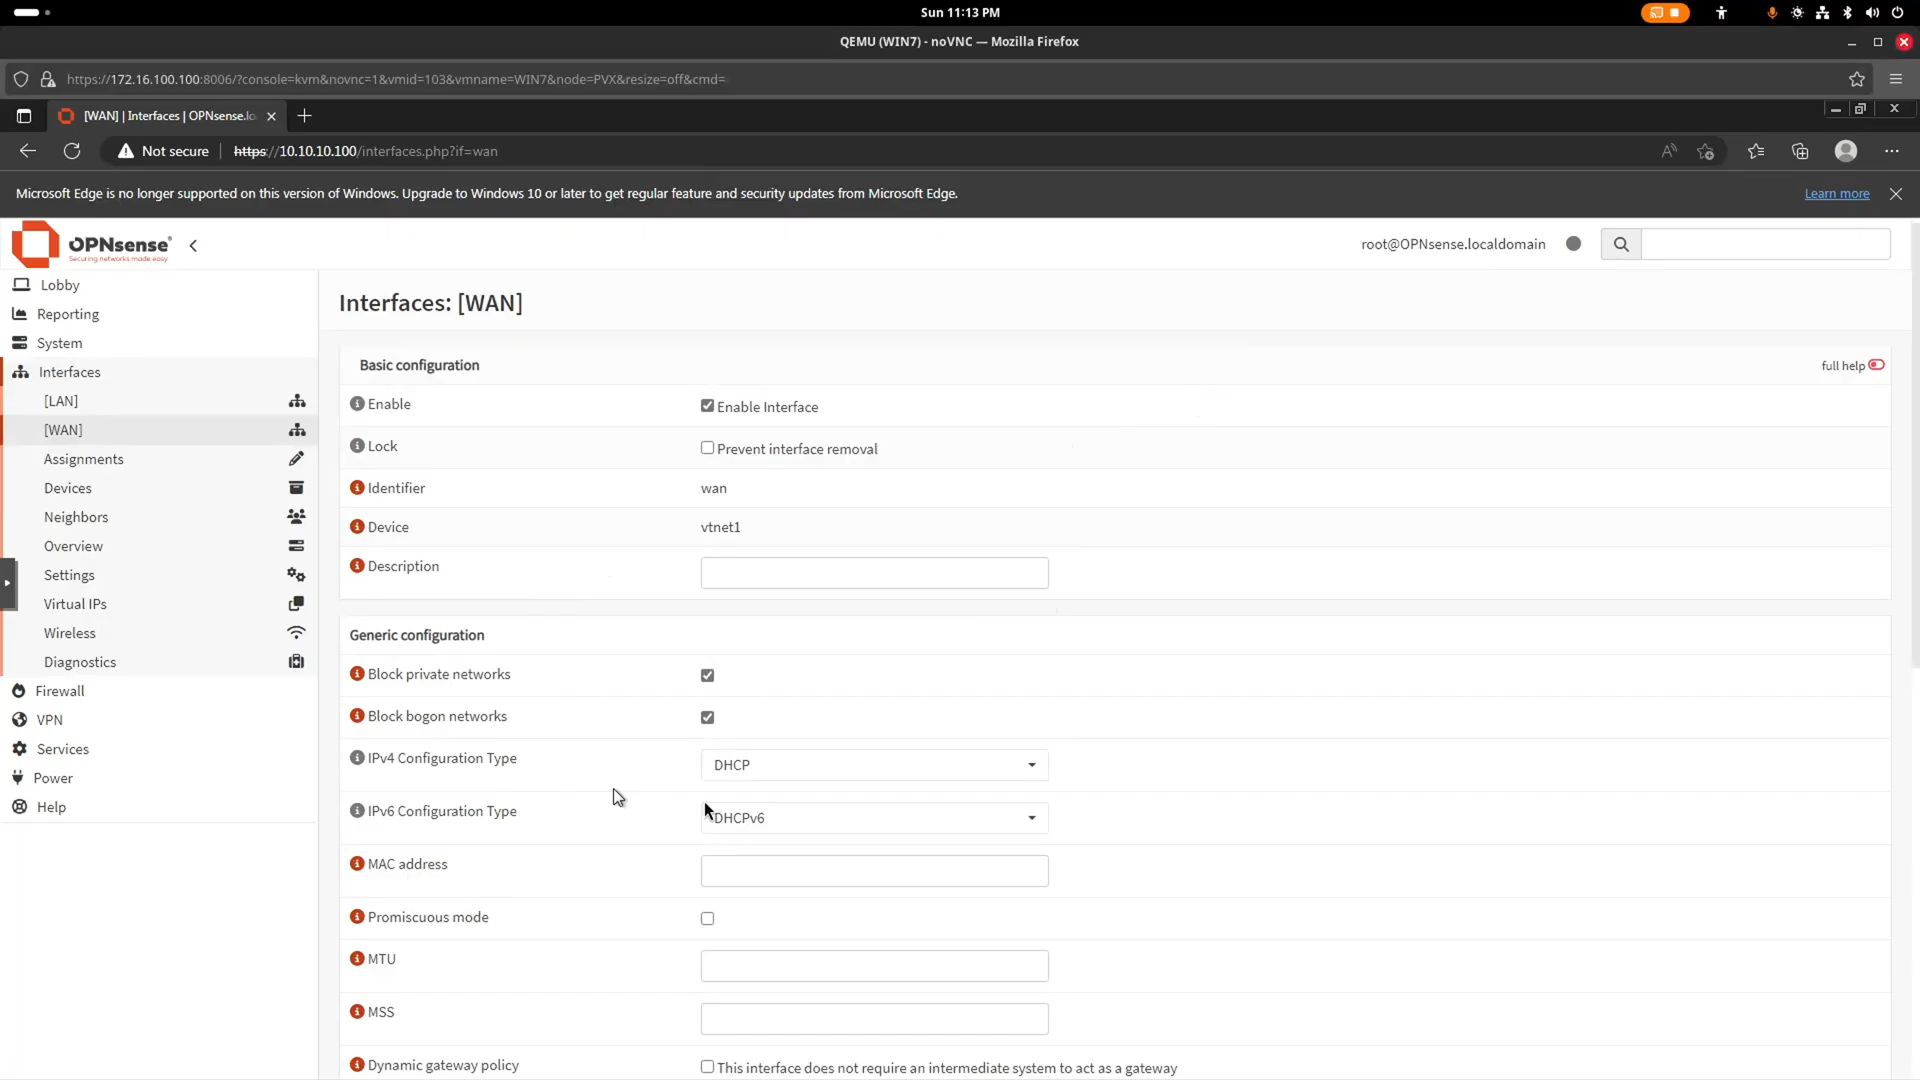 Sun 11:13 PM
QEMU (WIN7) - noVNC — Mozilla Firefox
https://172.16.100.100:8006/?console=kvm&novnc=1&vmid=103&vmname=WIN7&node=PVX&resize=off&cmd=
[WAN] | Interfaces | OPNsense.lo
Not secure https://10.10.10.100/interfaces.php?if=wan
Microsoft Edge is no longer supported on this version of Windows. Upgrade to Windows 10 or later to get regular feature and security updates from Microsoft Edge. Learn more
OPNsense®
Securing networks made easy
root@OPNsense.localdomain
Lobby
Reporting
System
Interfaces
[LAN]
[WAN]
Assignments
Devices
Neighbors
Overview
Settings
Virtual IPs
Wireless
Diagnostics
Firewall
VPN
Services
Power
Help
Interfaces: [WAN]
Basic configuration full help
Enable Enable Interface
Lock Prevent interface removal
Identifier wan
Device vtnet1
Description
Generic configuration
Block private networks
Block bogon networks
IPv4 Configuration Type DHCP
IPv6 Configuration Type DHCPv6
MAC address
Promiscuous mode
MTU
MSS
Dynamic gateway policy This interface does not require an intermediate system to act as a gateway